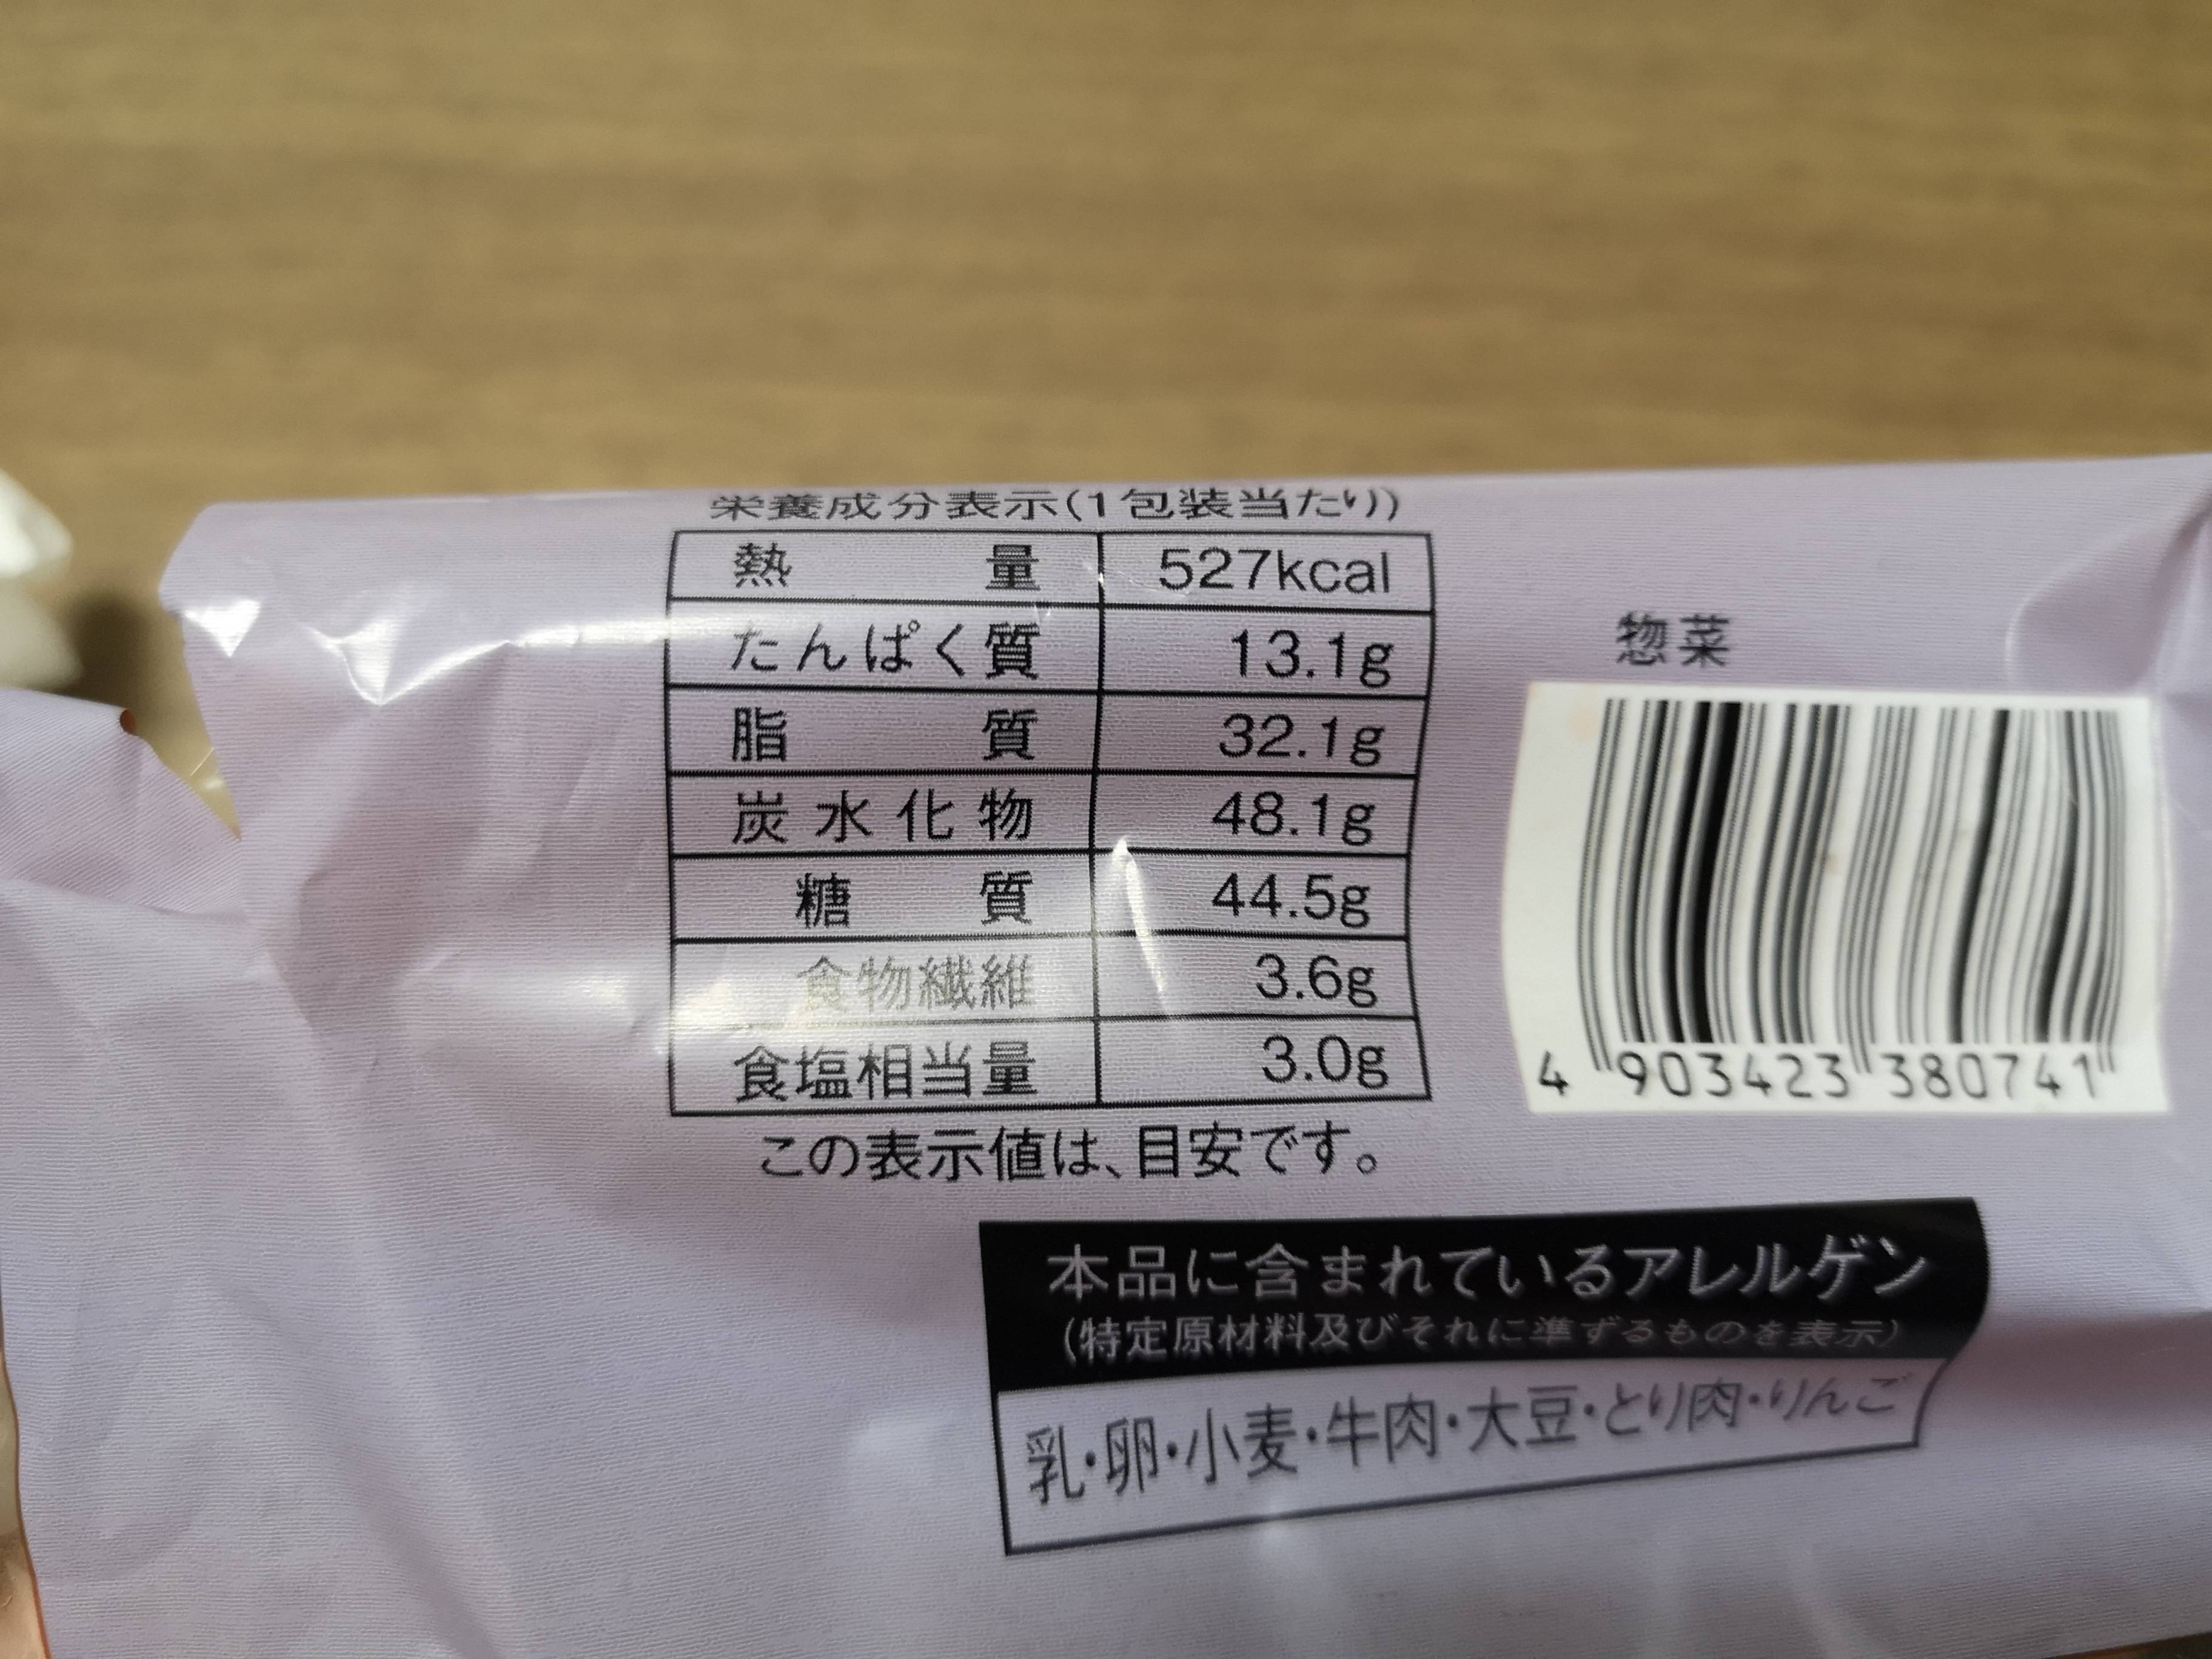 栄養成分表示(1包装当たり)
熱量 527kcal
たんぱく質 13.1g
脂質 32.1g
炭水化物 48.1g
糖質 44.5g
食物繊維 3.6g
食塩相当量 3.0g
この表示値は、目安です。
惣菜
4 903423 380741
本品に含まれているアレルゲン
(特定原材料及びそれに準ずるものを表示)
乳・卵・小麦・牛肉・大豆・とり肉・りんご